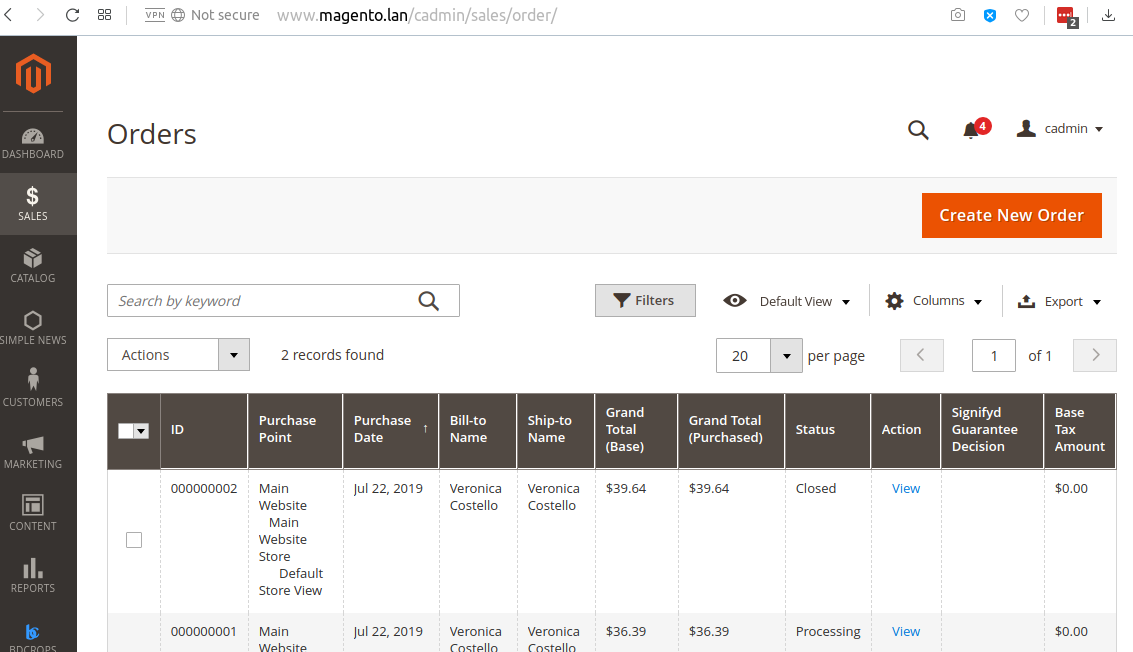 VPN Not secure www.magento.lan/cadmin/sales/order/
2
Orders
4
cadmin
DASHBOARD
SALES
CATALOG
SIMPLE NEWS
CUSTOMERS
MARKETING
CONTENT
REPORTS
BDCROPS
Create New Order
Search by keyword
Filters
Default View
Columns
Export
Actions
2 records found
20 per page
1 of 1
ID
Purchase
Point
Purchase
Date ↑
Bill-to
Name
Ship-to
Name
Grand
Total
(Base)
Grand Total
(Purchased)
Status
Action
Signifyd
Guarantee
Decision
Base
Tax
Amount
000000002
Main
Website
Main
Website
Store
Default
Store View
Jul 22, 2019
Veronica
Costello
Veronica
Costello
$39.64
$39.64
Closed
View
$0.00
000000001
Main
Website
Jul 22, 2019
Veronica
Costello
Veronica
Costello
$36.39
$36.39
Processing
View
$0.00